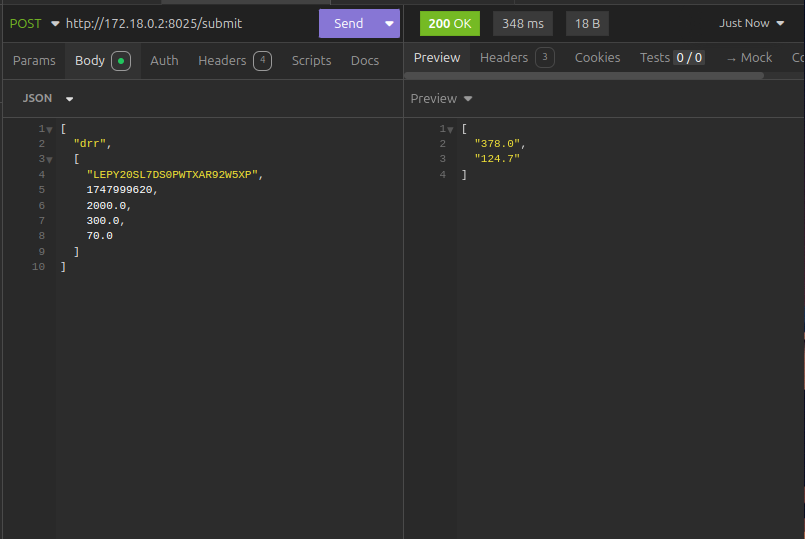 POST http://172.18.0.2:8025/submit Send
200 OK 348 ms 18 B Just Now
Params Body Auth Headers 4 Scripts Docs
Preview Headers 3 Cookies Tests 0 / 0 → Mock
JSON
Preview
1 [
2 "drr",
3 [
4 "LEPY20SL7DS0PWTXAR92W5XP",
5 1747999620,
6 2000.0,
7 300.0,
8 70.0
9 ]
10 ]
1 [
2 "378.0",
3 "124.7"
4 ]